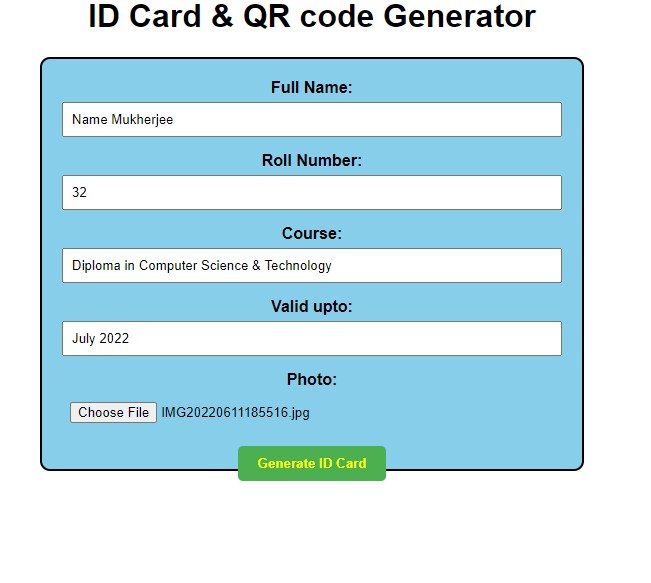 ID Card & QR code Generator
Full Name:
Name Mukherjee
Roll Number:
32
Course:
Diploma in Computer Science & Technology
Valid upto:
July 2022
Photo:
Choose File IMG20220611185516.jpg
Generate ID Card